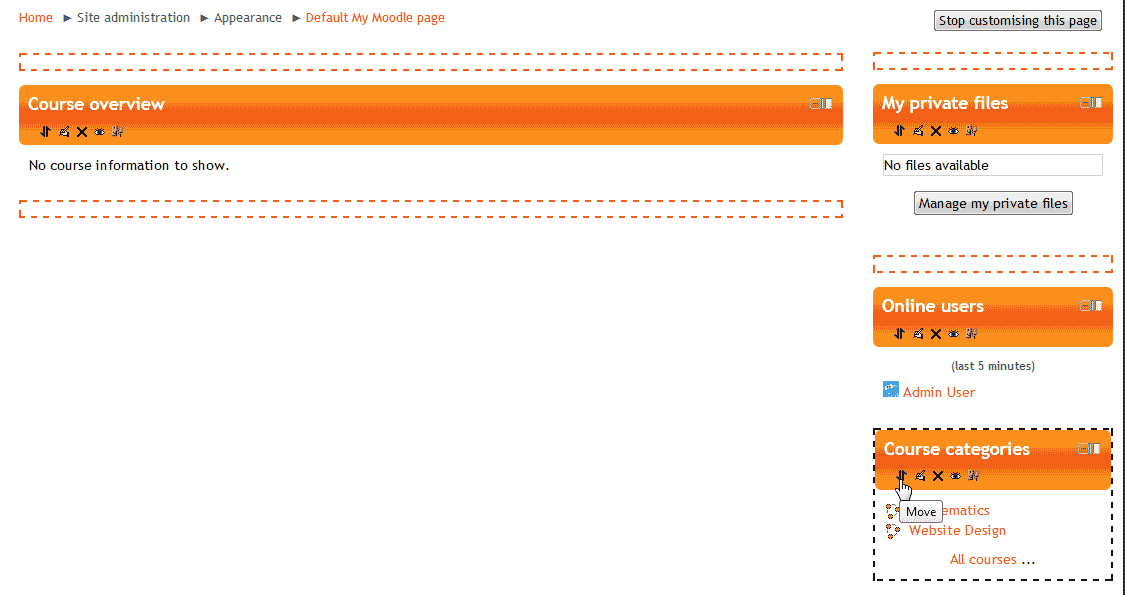 Home ► Site administration ► Appearance ► Default My Moodle page
Stop customising this page
Course overview
No course information to show.
My private files
No files available
Manage my private files
Online users
(last 5 minutes)
Admin User
Course categories
Move
ematics
Website Design
All courses ...